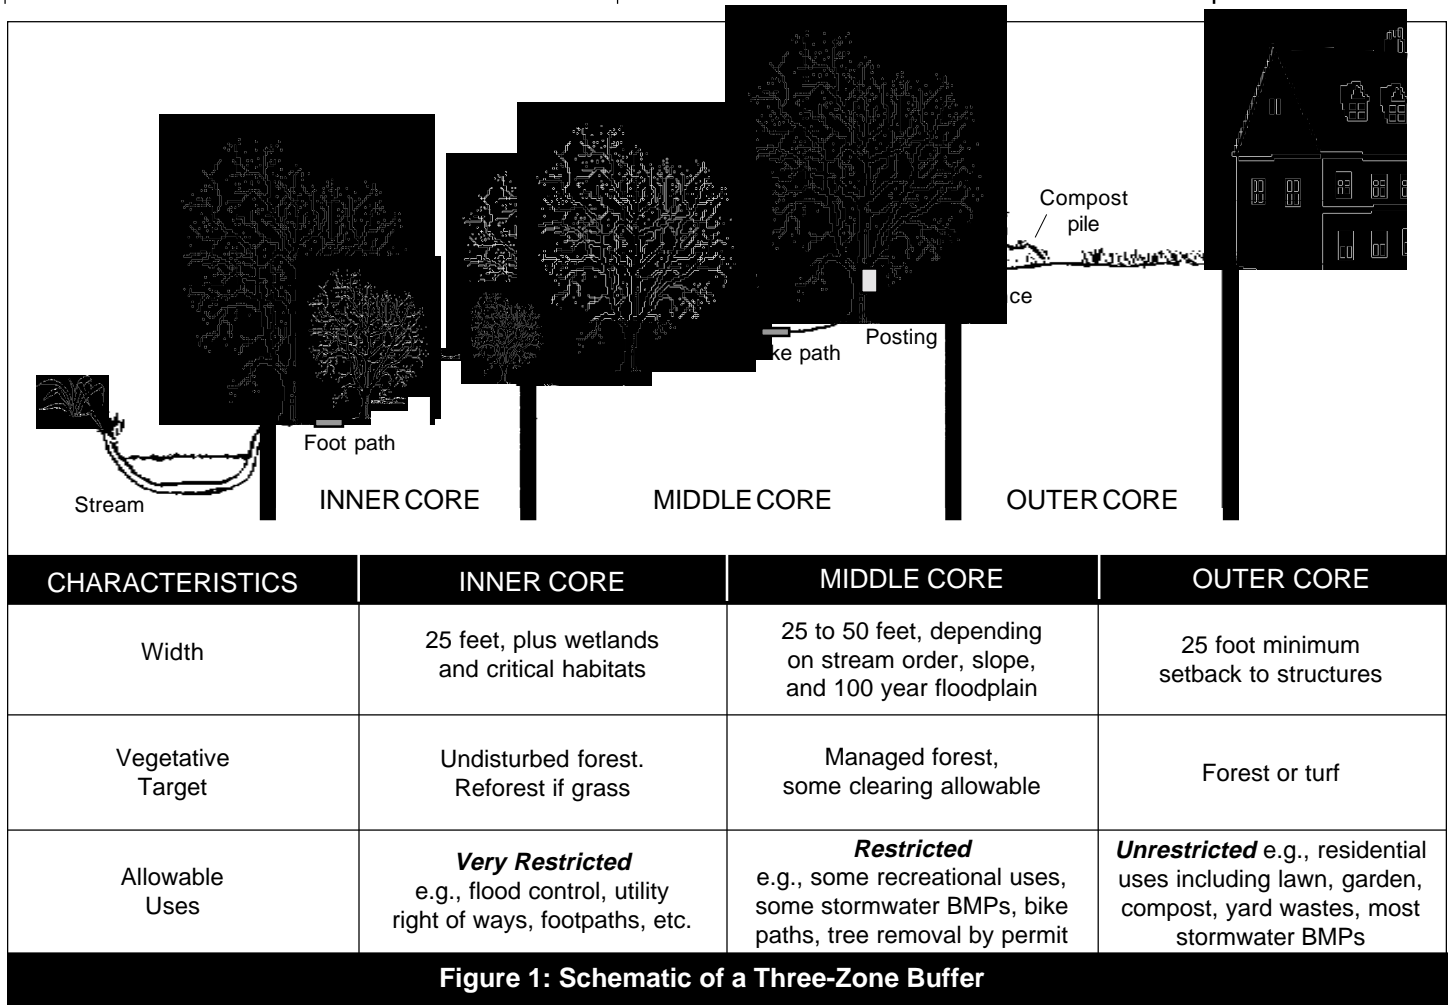 Compost
pile
Posting
path
Foot path
Stream
INNER CORE
MIDDLE CORE
OUTER CORE
CHARACTERISTICS
INNER CORE
MIDDLE CORE
OUTER CORE
Width
25 feet, plus wetlands
and critical habitats
25 to 50 feet, depending
on stream order, slope,
and 100 year floodplain
25 foot minimum
setback to structures
Vegetative
Target
Undisturbed forest.
Reforest if grass
Managed forest,
some clearing allowable
Forest or turf
Allowable
Uses
Very Restricted
e.g., flood control, utility
right of ways, footpaths, etc.
Restricted
e.g., some recreational uses,
some stormwater BMPs, bike
paths, tree removal by permit
Unrestricted e.g., residential
uses including lawn, garden,
compost, yard wastes, most
stormwater BMPs
Figure 1: Schematic of a Three-Zone Buffer